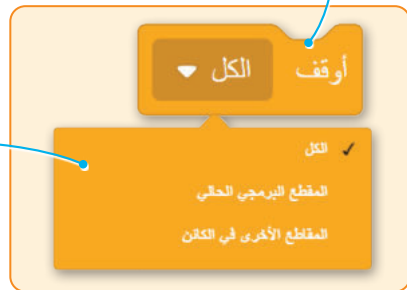 أوقف الكل
✓ الكل
المقطع البرمجي الحالي
المقاطع الأخرى في الكائن